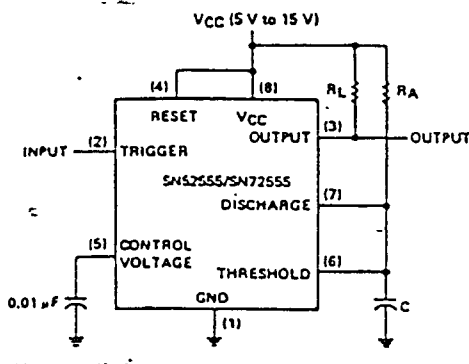 VCC (5 V to 15 V)
(4) (8)
RL RA
RESET VCC
(3)
OUTPUT OUTPUT
INPUT (2) TRIGGER
SN52555/SN72555
(7)
DISCHARGE
(5) CONTROL
VOLTAGE
(6)
THRESHOLD
0.01 µF
GND
C
(1)